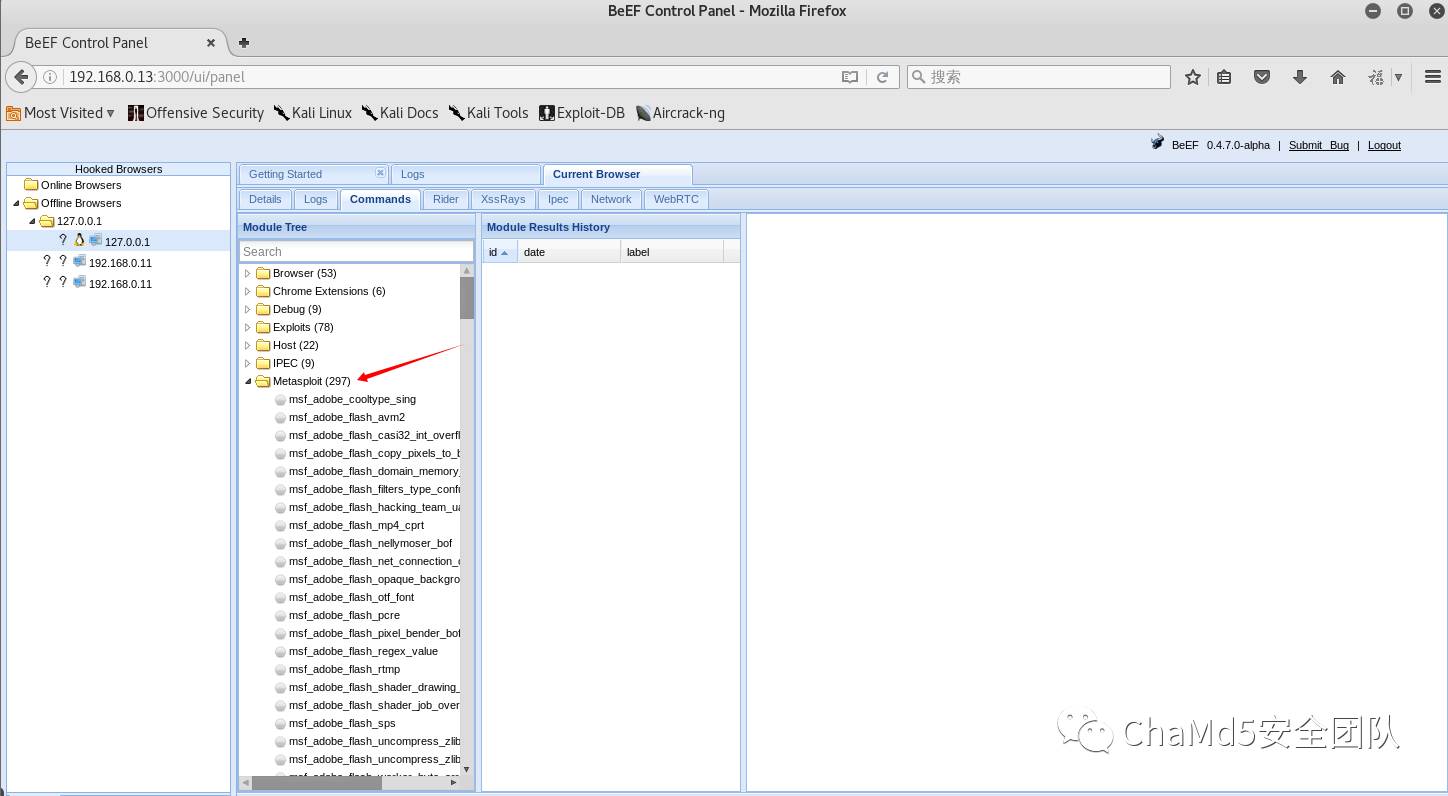 BeEF Control Panel - Mozilla Firefox
BeEF Control Panel
192.168.0.13:3000/ui/panel
搜索
Most Visited
Offensive Security
Kali Linux
Kali Docs
Kali Tools
Exploit-DB
Aircrack-ng
BeEF 0.4.7.0-alpha | Submit Bug | Logout
Hooked Browsers
Online Browsers
Offline Browsers
127.0.0.1
? 127.0.0.1
? ? 192.168.0.11
? ? 192.168.0.11
Getting Started
Logs
Current Browser
Details
Logs
Commands
Rider
XssRays
Ipec
Network
WebRTC
Module Tree
Search
Browser (53)
Chrome Extensions (6)
Debug (9)
Exploits (78)
Host (22)
IPEC (9)
Metasploit (297)
msf_adobe_cooltype_sing
msf_adobe_flash_avm2
msf_adobe_flash_casi32_int_overfl
msf_adobe_flash_copy_pixels_to_b
msf_adobe_flash_domain_memory_
msf_adobe_flash_filters_type_confu
msf_adobe_flash_hacking_team_ua
msf_adobe_flash_mp4_cprt
msf_adobe_flash_nellymoser_bof
msf_adobe_flash_net_connection_c
msf_adobe_flash_opaque_backgro
msf_adobe_flash_otf_font
msf_adobe_flash_pcre
msf_adobe_flash_pixel_bender_bof
msf_adobe_flash_regex_value
msf_adobe_flash_rtmp
msf_adobe_flash_shader_drawing_
msf_adobe_flash_shader_job_over
msf_adobe_flash_sps
msf_adobe_flash_uncompress_zlib
msf_adobe_flash_uncompress_zlib
Module Results History
id
date
label
ChaMd5安全团队